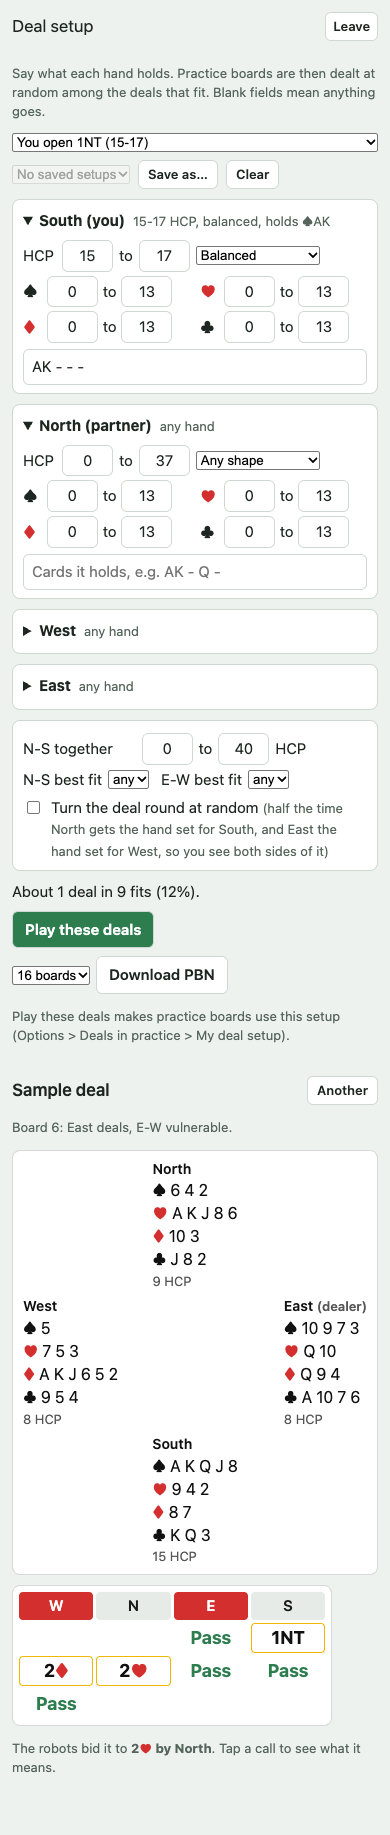 Deal setup
Leave
Say what each hand holds. Practice boards are then dealt at
random among the deals that fit. Blank fields mean anything
goes.
You open 1NT (15-17)
No saved setups
Save as...
Clear
▼ South (you) 15-17 HCP, balanced, holds ♠AK
HCP 15 to 17 Balanced
♠ 0 to 13 ♥ 0 to 13
♦ 0 to 13 ♣ 0 to 13
AK - - -
▼ North (partner) any hand
HCP 0 to 37 Any shape
♠ 0 to 13 ♥ 0 to 13
♦ 0 to 13 ♣ 0 to 13
Cards it holds, e.g. AK - Q -
▶ West any hand
▶ East any hand
N-S together 0 to 40 HCP
N-S best fit any E-W best fit any
Turn the deal round at random (half the time
North gets the hand set for South, and East the
hand set for West, so you see both sides of it)
About 1 deal in 9 fits (12%).
Play these deals
16 boards
Download PBN
Play these deals makes practice boards use this setup
(Options > Deals in practice > My deal setup).
Sample deal
Another
Board 6: East deals, E-W vulnerable.
North
♠ 6 4 2
♥ A K J 8 6
♦ 10 3
♣ J 8 2
9 HCP
West
♠ 5
♥ 7 5 3
♦ A K J 6 5 2
♣ 9 5 4
8 HCP
East (dealer)
♠ 10 9 7 3
♥ Q 10
♦ Q 9 4
♣ A 10 7 6
8 HCP
South
♠ A K Q J 8
♥ 9 4 2
♦ 8 7
♣ K Q 3
15 HCP
W N E S
Pass 1NT
2♦ 2♥ Pass Pass
Pass
The robots bid it to 2♥ by North. Tap a call to see what it
means.